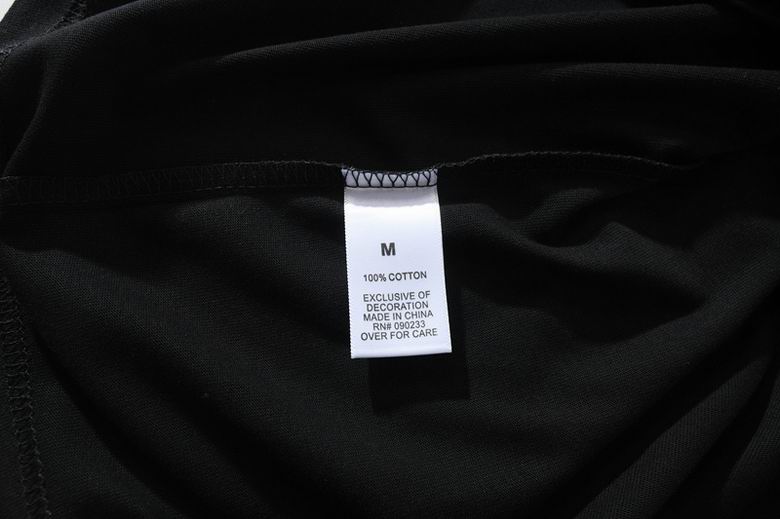 M
100% COTTON
EXCLUSIVE OF
DECORATION
MADE IN CHINA
RN# 090233
OVER FOR CARE